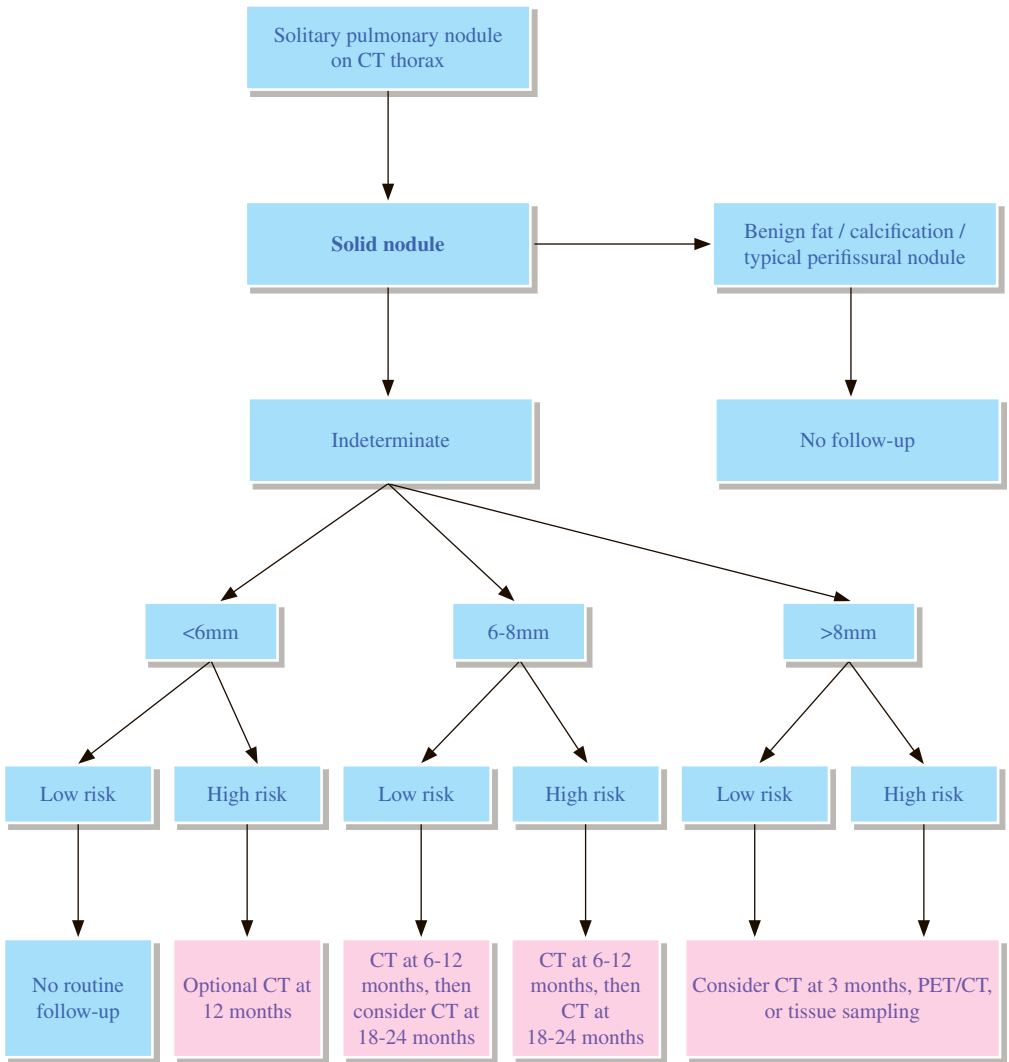 Solitary pulmonary nodule
on CT thorax
Solid nodule
Benign fat / calcification /
typical perifissural nodule
Indeterminate
No follow-up
<6mm
6-8mm
>8mm
Low risk
High risk
Low risk
High risk
Low risk
High risk
No routine
follow-up
Optional CT at
12 months
CT at 6-12
months, then
consider CT at
18-24 months
CT at 6-12
months, then
CT at
18-24 months
Consider CT at 3 months, PET/CT,
or tissue sampling